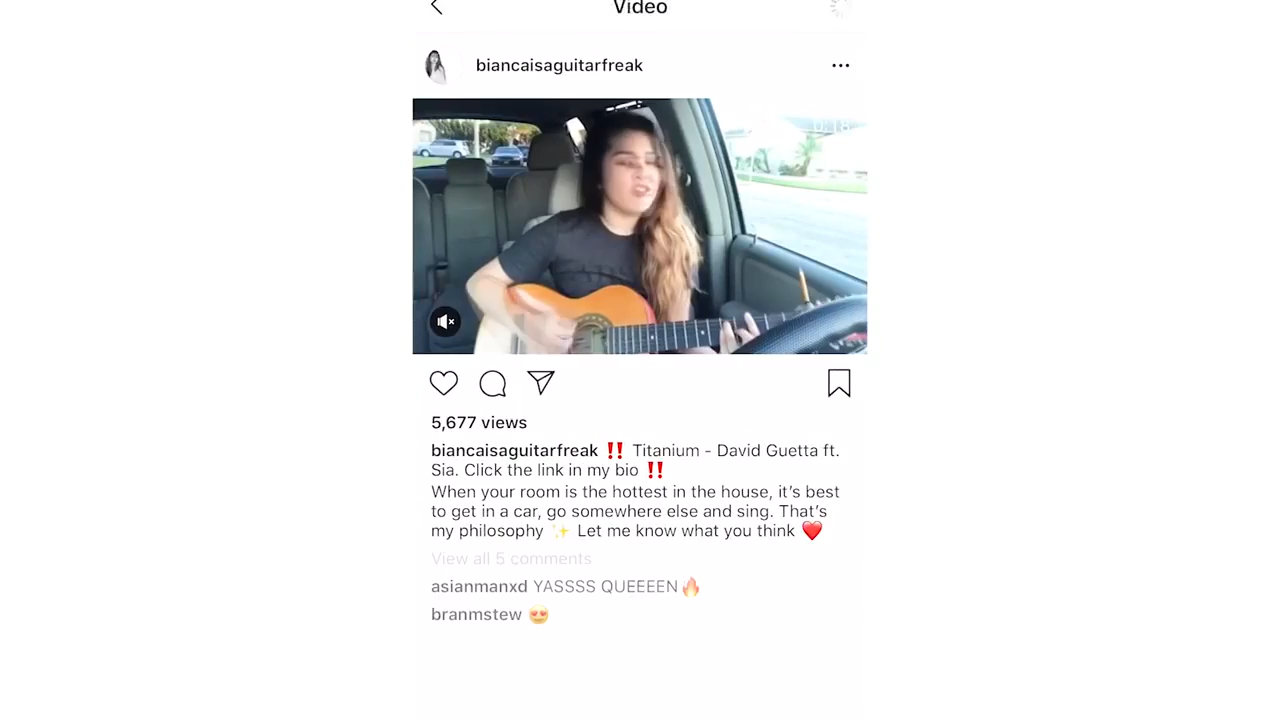 Video
biancaisaguitarfreak
5,677 views
biancaisaguitarfreak ‼️ Titanium - David Guetta ft.
Sia. Click the link in my bio ‼️
When your room is the hottest in the house, it’s best
to get in a car, go somewhere else and sing. That’s
my philosophy ✨ Let me know what you think ❤️
View all 5 comments
asianmanxd YASSSS QUEEEEN🔥
branmstew 😍